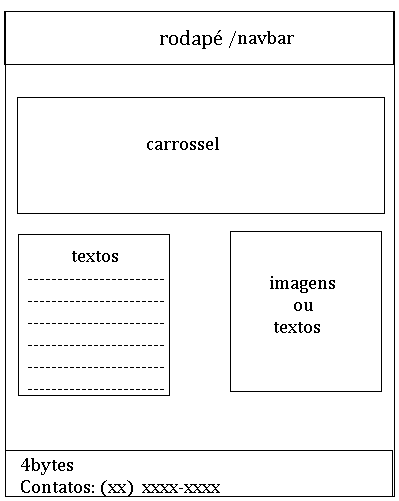 rodapé /navbar
carrossel
textos
imagens
ou
textos
4bytes
Contatos: (xx) xxxx-xxxx